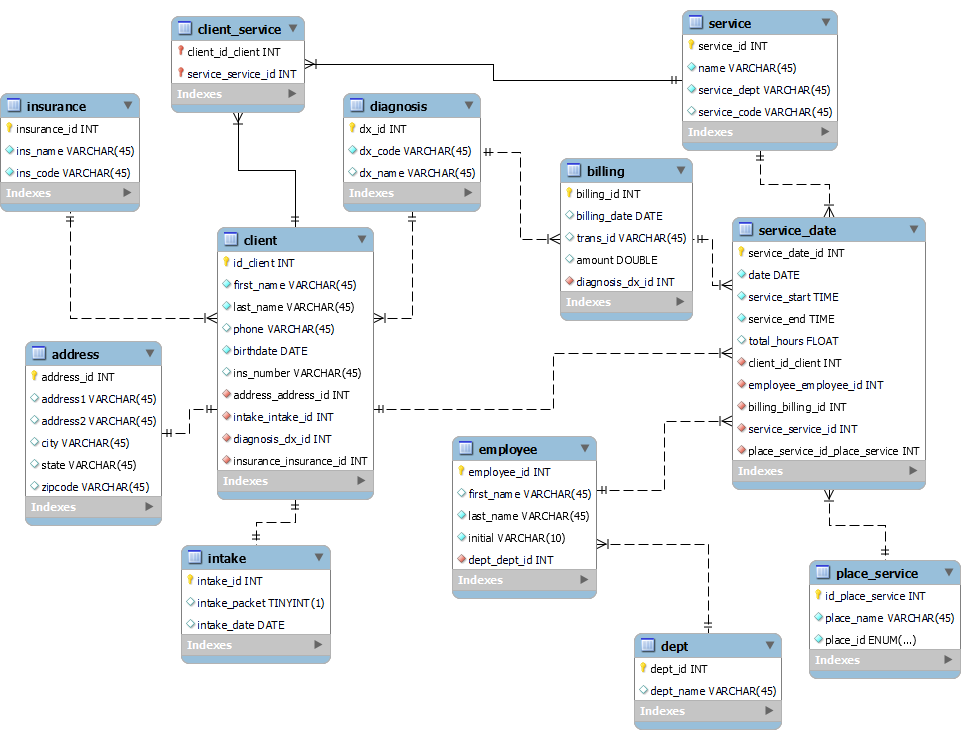 client_service
client_id_client INT
service_service_id INT
Indexes
service
service_id INT
name VARCHAR(45)
service_dept VARCHAR(45)
service_code VARCHAR(45)
Indexes
insurance
insurance_id INT
ins_name VARCHAR(45)
ins_code VARCHAR(45)
Indexes
diagnosis
dx_id INT
dx_code VARCHAR(45)
dx_name VARCHAR(45)
Indexes
billing
billing_id INT
billing_date DATE
trans_id VARCHAR(45)
amount DOUBLE
diagnosis_dx_id INT
Indexes
client
id_client INT
first_name VARCHAR(45)
last_name VARCHAR(45)
phone VARCHAR(45)
birthdate DATE
ins_number VARCHAR(45)
address_address_id INT
intake_intake_id INT
diagnosis_dx_id INT
insurance_insurance_id INT
Indexes
service_date
service_date_id INT
date DATE
service_start TIME
service_end TIME
total_hours FLOAT
client_id_client INT
employee_employee_id INT
billing_billing_id INT
service_service_id INT
place_service_id_place_service INT
Indexes
address
address_id INT
address1 VARCHAR(45)
address2 VARCHAR(45)
city VARCHAR(45)
state VARCHAR(45)
zipcode VARCHAR(45)
Indexes
employee
employee_id INT
first_name VARCHAR(45)
last_name VARCHAR(45)
initial VARCHAR(10)
dept_dept_id INT
Indexes
intake
intake_id INT
intake_packet TINYINT(1)
intake_date DATE
Indexes
place_service
id_place_service INT
place_name VARCHAR(45)
place_id ENUM(...)
Indexes
dept
dept_id INT
dept_name VARCHAR(45)
Indexes